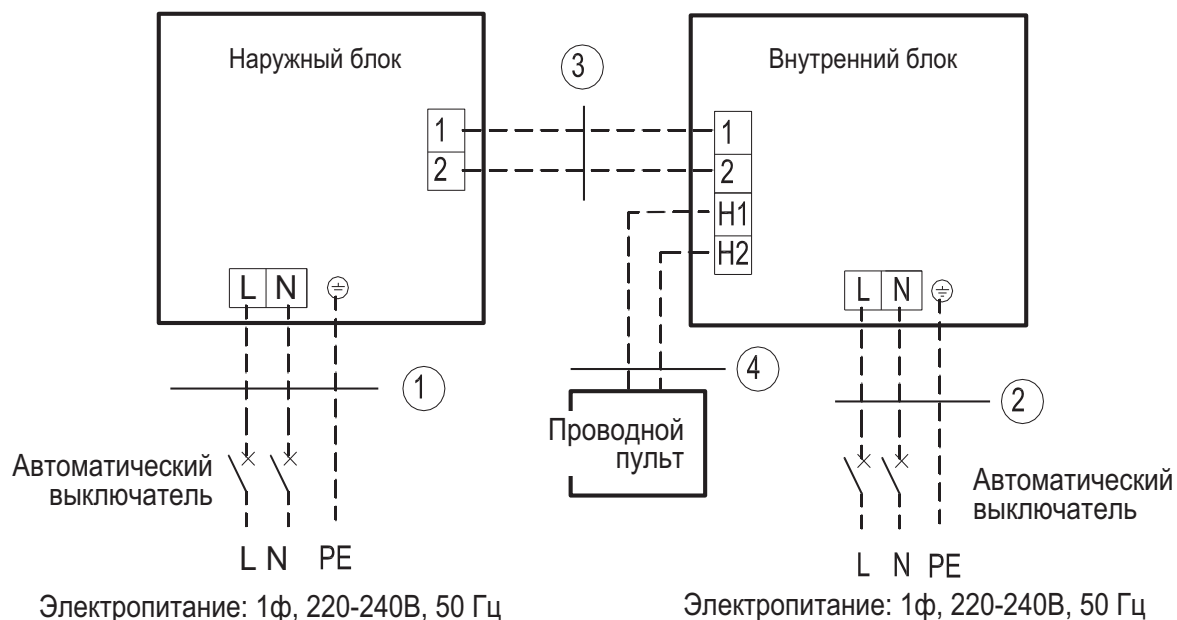 Наружный блок
Внутренний блок
3
1
1
2
2
H1
H2
L N
L N
4
1
2
Проводной
пульт
Автоматический
выключатель
Автоматический
выключатель
L N PE
L N PE
Электропитание: 1ф, 220-240В, 50 Гц
Электропитание: 1ф, 220-240В, 50 Гц